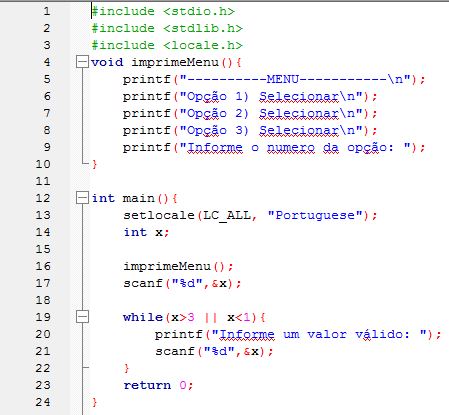 1 #include <stdio.h>
2 #include <stdlib.h>
3 #include <locale.h>
4 void imprimeMenu(){
5 printf("----------MENU-----------\n");
6 printf("Opção 1) Selecionar\n");
7 printf("Opção 2) Selecionar\n");
8 printf("Opção 3) Selecionar\n");
9 printf("Informe o numero da opção: ");
10 }
11
12 int main(){
13 setlocale(LC_ALL, "Portuguese");
14 int x;
15
16 imprimeMenu();
17 scanf("%d",&x);
18
19 while(x>3 || x<1){
20 printf("Informe um valor válido: ");
21 scanf("%d",&x);
22 }
23 return 0;
24 }